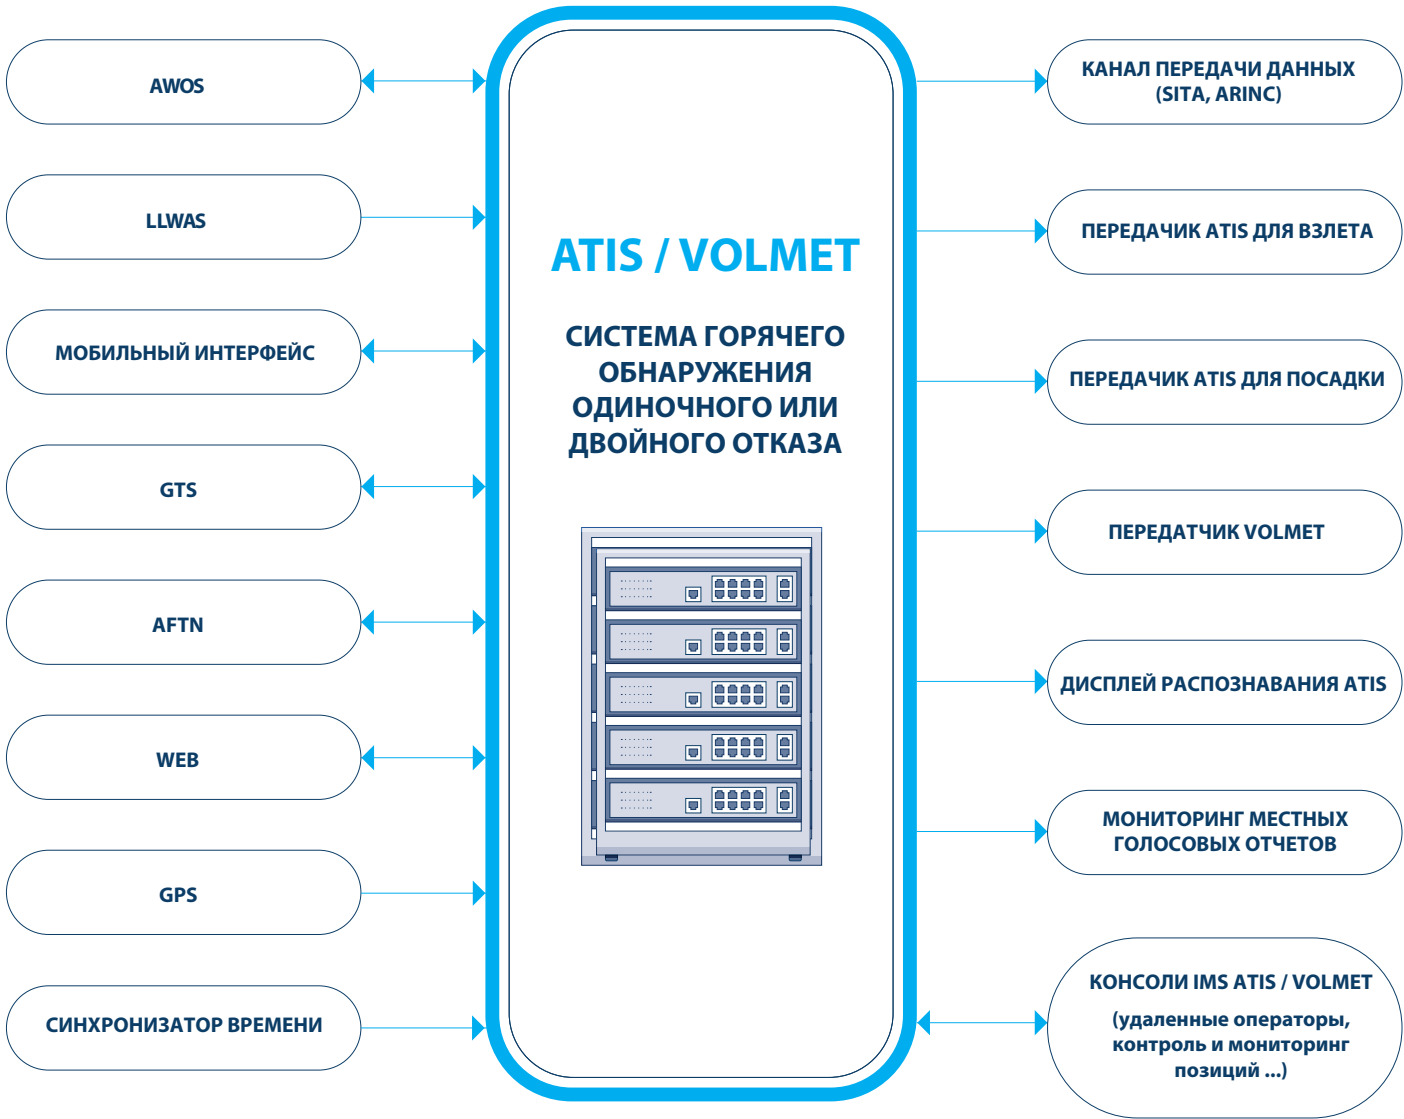 AWOS
LLWAS
МОБИЛЬНЫЙ ИНТЕРФЕЙС
GTS
AFTN
WEB
GPS
СИНХРОНИЗАТОР ВРЕМЕНИ
ATIS / VOLMET
СИСТЕМА ГОРЯЧЕГО
ОБНАРУЖЕНИЯ
ОДИНОЧНОГО ИЛИ
ДВОЙНОГО ОТКАЗА
КАНАЛ ПЕРЕДАЧИ ДАННЫХ
(SITA, ARINC)
ПЕРЕДАЧИК ATIS ДЛЯ ВЗЛЕТА
ПЕРЕДАЧИК ATIS ДЛЯ ПОСАДКИ
ПЕРЕДАТЧИК VOLMET
ДИСПЛЕЙ РАСПОЗНАВАНИЯ ATIS
МОНИТОРИНГ МЕСТНЫХ
ГОЛОСОВЫХ ОТЧЕТОВ
КОНСОЛИ IMS ATIS / VOLMET
(удаленные операторы,
контроль и мониторинг
позиций ...)